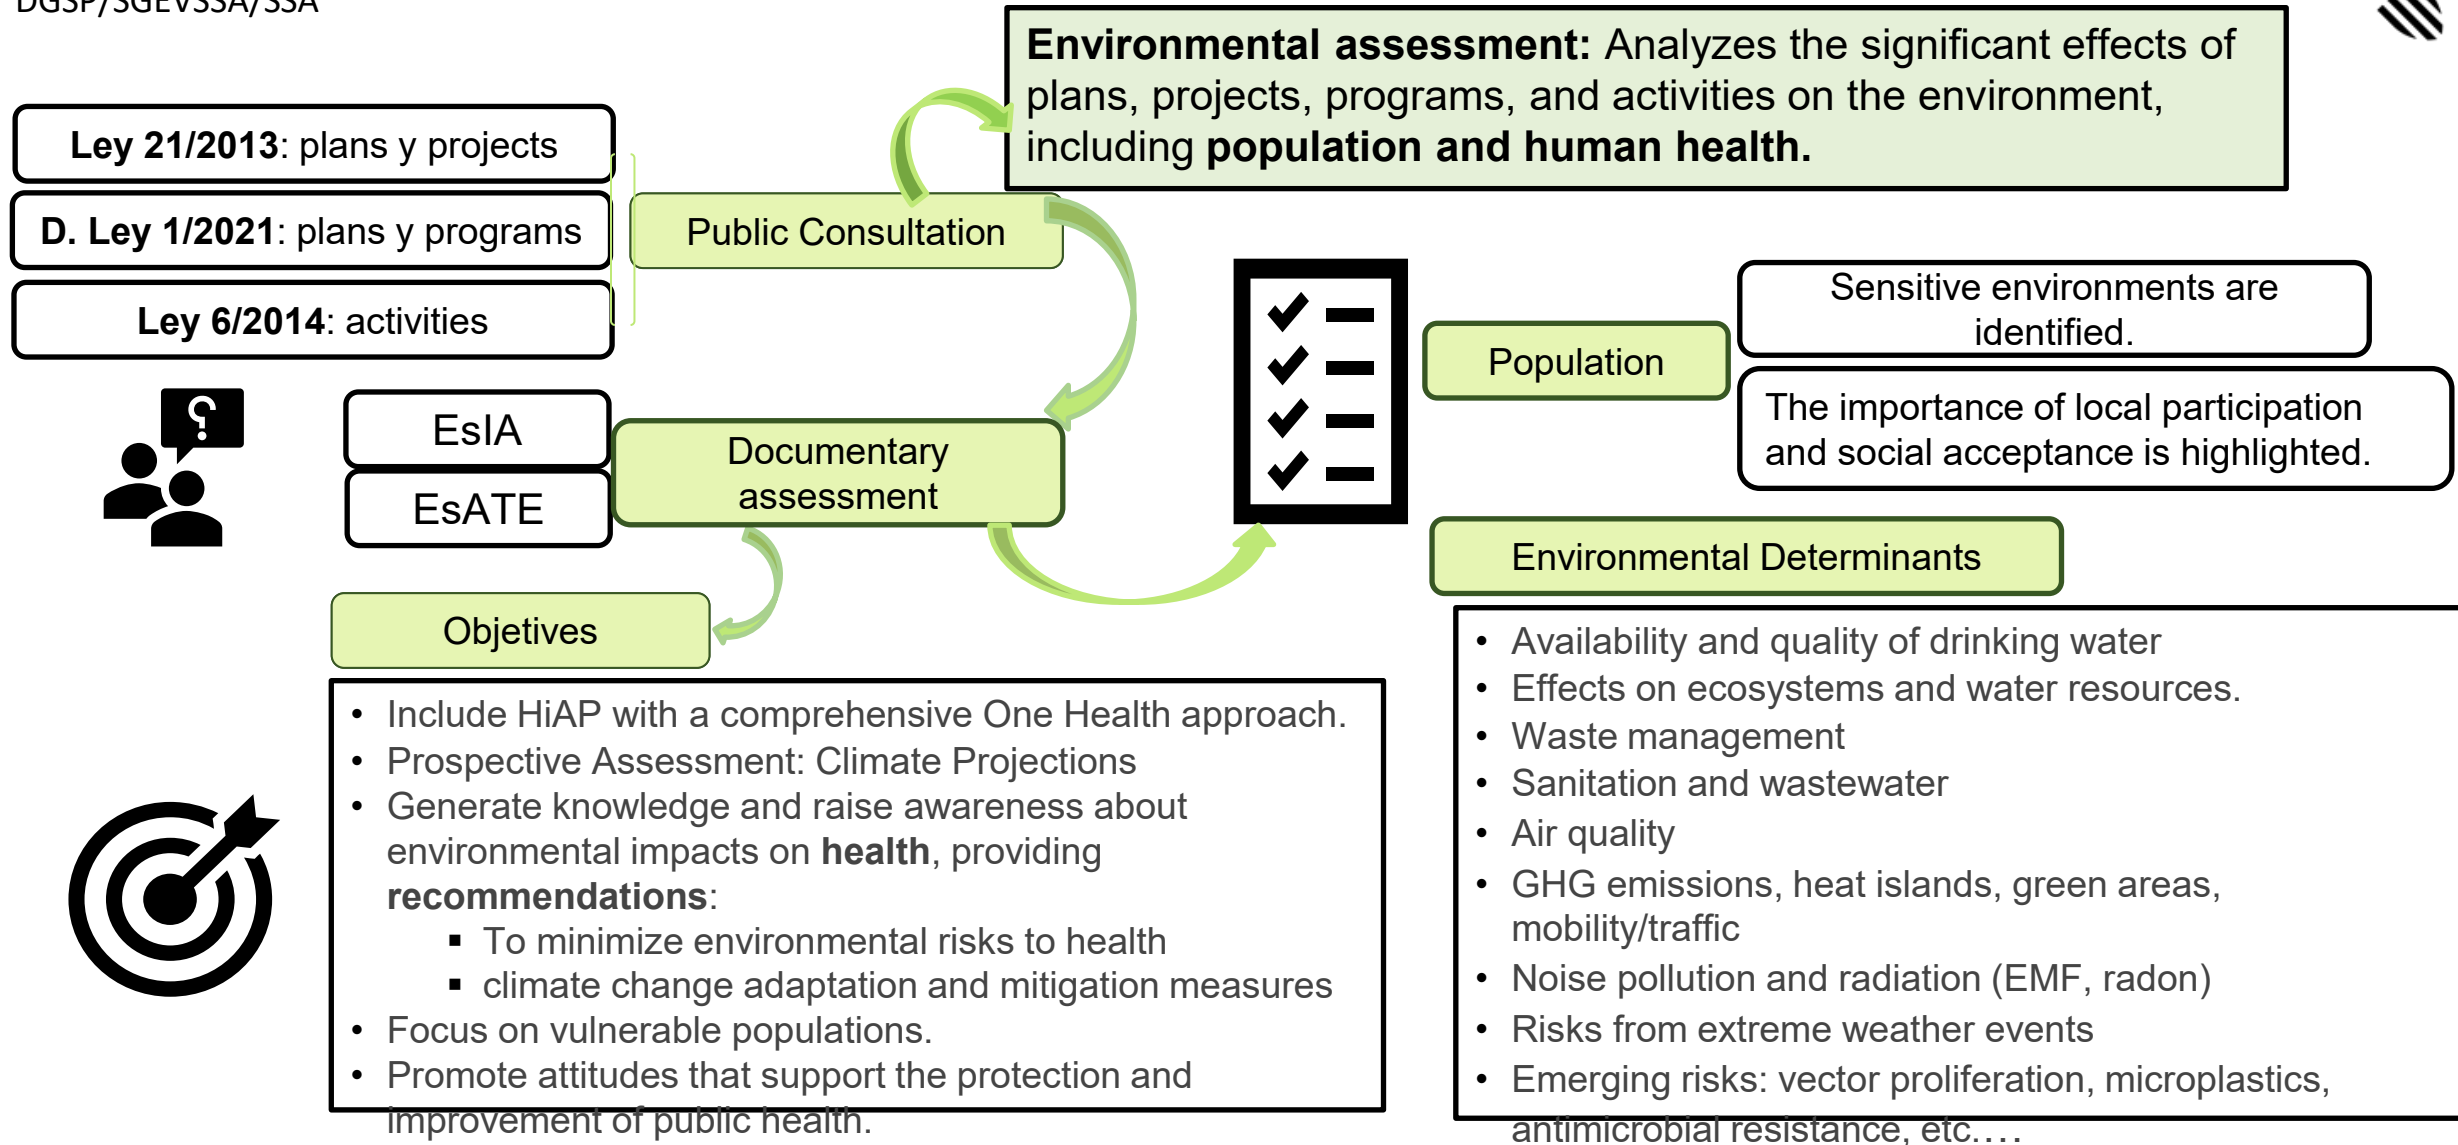 DGSP/SGEVSSA/SSA
Environmental assessment: Analyzes the significant effects of
plans, projects, programs, and activities on the environment,
including population and human health.
Ley 21/2013: plans y projects
D. Ley 1/2021: plans y programs
Ley 6/2014: activities
Public Consultation
EsIA
EsATE
Documentary
assessment
Population
Sensitive environments are
identified.
The importance of local participation
and social acceptance is highlighted.
Objetives
• Include HiAP with a comprehensive One Health approach.
• Prospective Assessment: Climate Projections
• Generate knowledge and raise awareness about
environmental impacts on health, providing
recommendations:
▪ To minimize environmental risks to health
▪ climate change adaptation and mitigation measures
• Focus on vulnerable populations.
• Promote attitudes that support the protection and
improvement of public health.
Environmental Determinants
• Availability and quality of drinking water
• Effects on ecosystems and water resources.
• Waste management
• Sanitation and wastewater
• Air quality
• GHG emissions, heat islands, green areas,
mobility/traffic
• Noise pollution and radiation (EMF, radon)
• Risks from extreme weather events
• Emerging risks: vector proliferation, microplastics,
antimicrobial resistance, etc.…